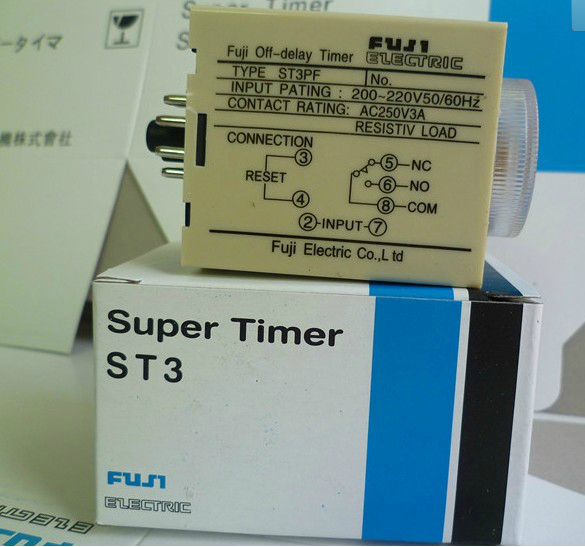 Super Timer
S
ータイマ
機株式会社
Fuji Off-delay Timer FUJI ELECTRIC
TYPE ST3PF No.
INPUT PATING : 200~220V50/60Hz
CONTACT RATING: AC250V3A
RESISTIV LOAD
CONNECTION
3
5 NC
RESET
6 NO
4
8 COM
2-INPUT-7
Fuji Electric Co.,L td
Super Timer
ST3
FUJI
ELECTRIC
ELECT